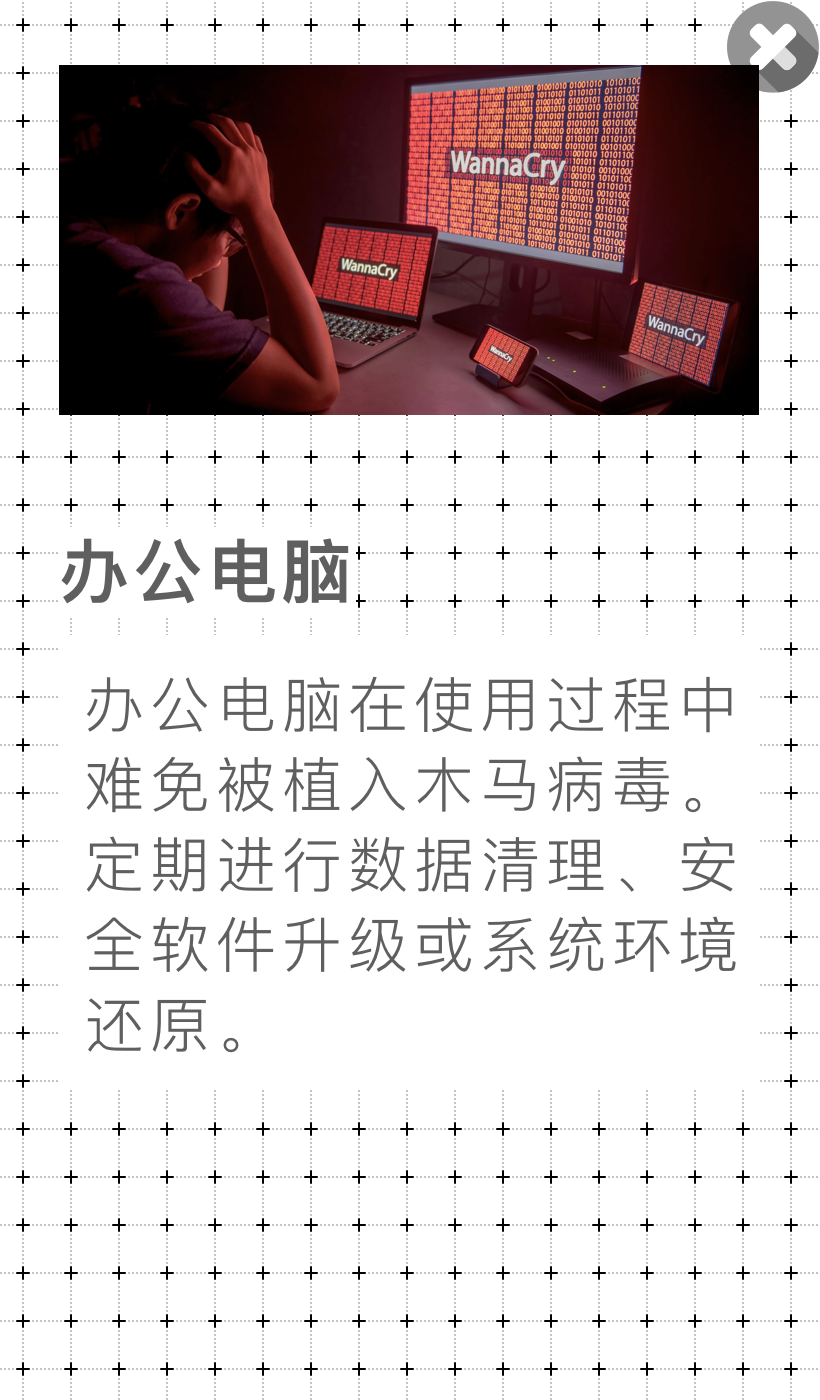 WannaCry
WannaCry
WannaCry
WannaCry
办公电脑
办公电脑在使用过程中
难免被植入木马病毒。
定期进行数据清理、安
全软件升级或系统环境
还原。